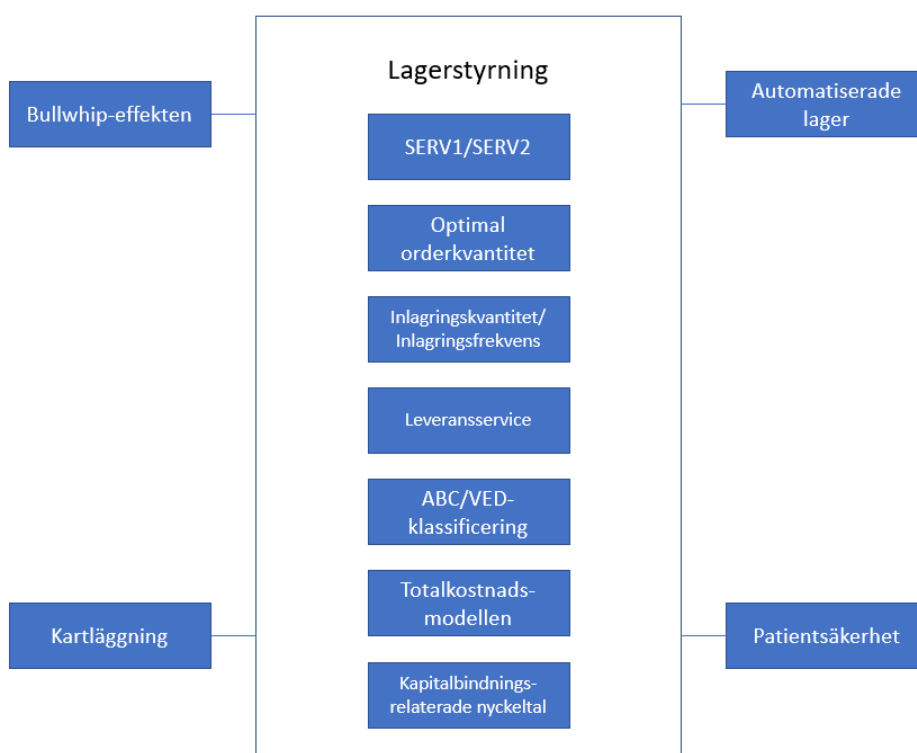 Lagerstyrning
Bullwhip-effekten
Automatiserade
lager
SERV1/SERV2
Optimal
orderkvantitet
Inlagringskvantitet/
Inlagringsfrekvens
Leveransservice
ABC/VED-
klassificering
Totalkostnads-
modellen
Kartläggning
Patientsäkerhet
Kapitalbindnings-
relaterade nyckeltal